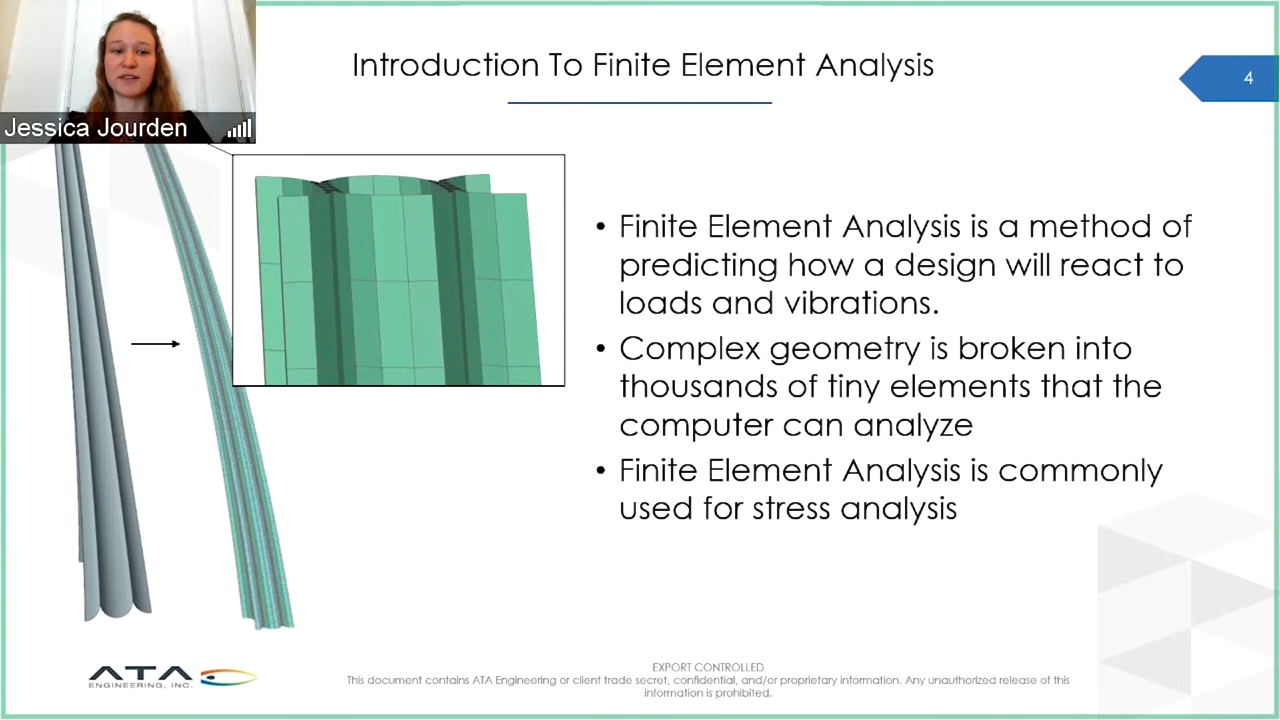 Introduction To Finite Element Analysis
4
Jessica Jourden
• Finite Element Analysis is a method of
predicting how a design will react to
loads and vibrations.
• Complex geometry is broken into
thousands of tiny elements that the
computer can analyze
• Finite Element Analysis is commonly
used for stress analysis
ATA
ENGINEERING, INC.
EXPORT CONTROLLED
This document contains ATA Engineering or client trade secret, confidential, and/or proprietary information. Any unauthorized release of this
information is prohibited.